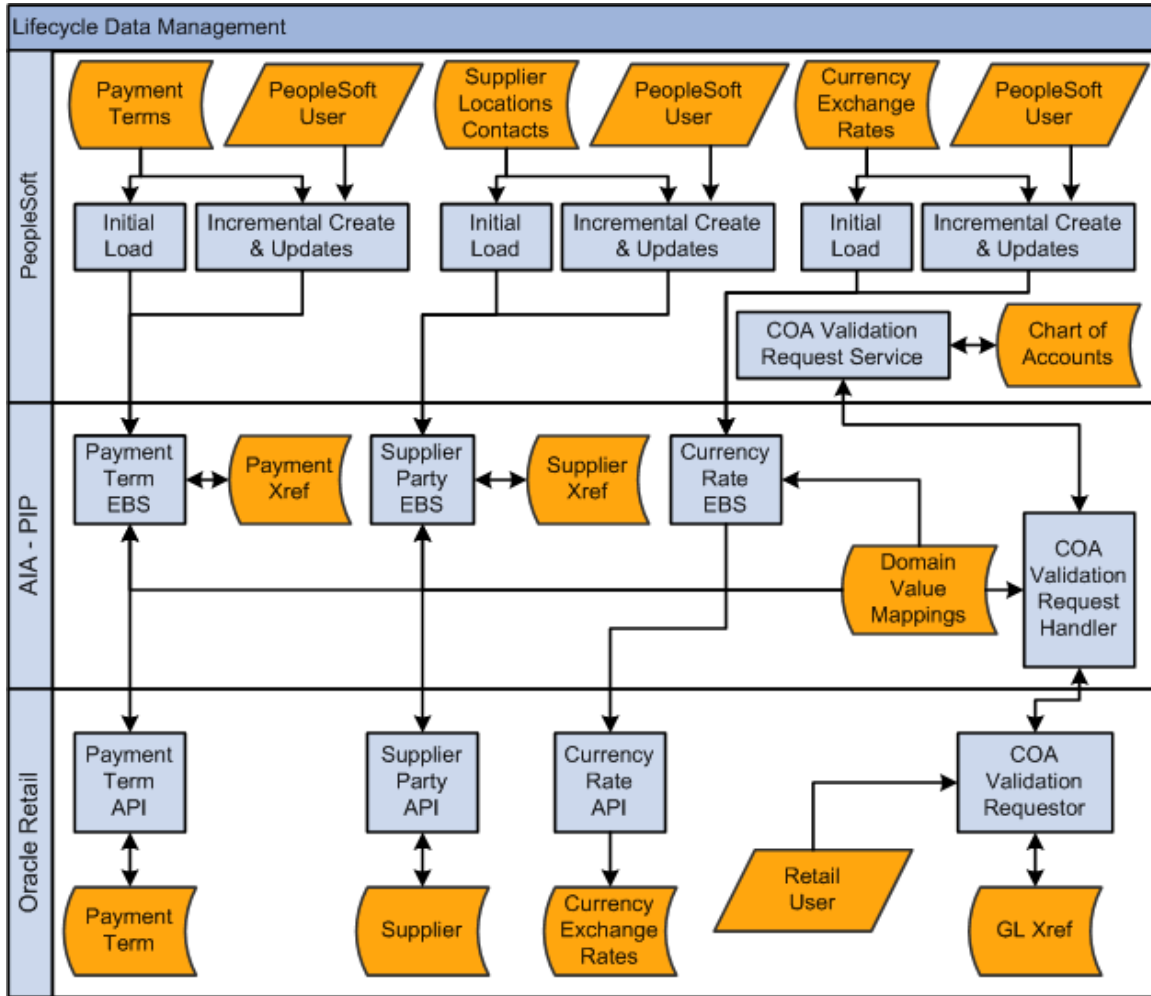 Lifecycle Data Management
PeopleSoft
Payment
Terms
PeopleSoft
User
Supplier
Locations
Contacts
PeopleSoft
User
Currency
Exchange
Rates
PeopleSoft
User
Initial
Load
Incremental Create
& Updates
Initial
Load
Incremental Create
& Updates
Initial
Load
Incremental Create
& Updates
COA Validation
Request Service
Chart of
Accounts
AIA - PIP
Payment
Term
EBS
Payment
Xref
Supplier
Party
EBS
Supplier
Xref
Currency
Rate
EBS
Domain
Value
Mappings
COA
Validation
Request
Handler
Oracle Retail
Payment
Term
API
Supplier
Party
API
Currency
Rate
API
COA
Validation
Requestor
Payment
Term
Supplier
Currency
Exchange
Rates
Retail
User
GL Xref